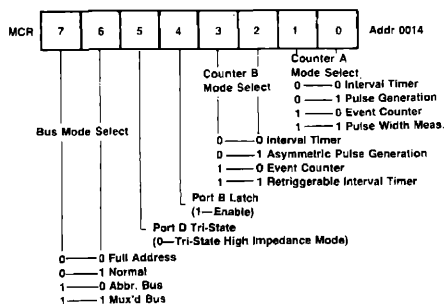 MCR 7 6 5 4 3 2 1 0 Addr 0014
Counter A
Mode Select
0 0 Interval Timer
0 1 Pulse Generation
1 0 Event Counter
1 1 Pulse Width Meas.
Counter B
Mode Select
0 0 Interval Timer
0 1 Asymmetric Pulse Generation
1 0 Event Counter
1 1 Retriggerable Interval Timer
Port B Latch
(1—Enable)
Port D Tri-State
(0—Tri-State High Impedance Mode)
Bus Mode Select
0 0 Full Address
0 1 Normal
1 0 Abbr. Bus
1 1 Mux'd Bus